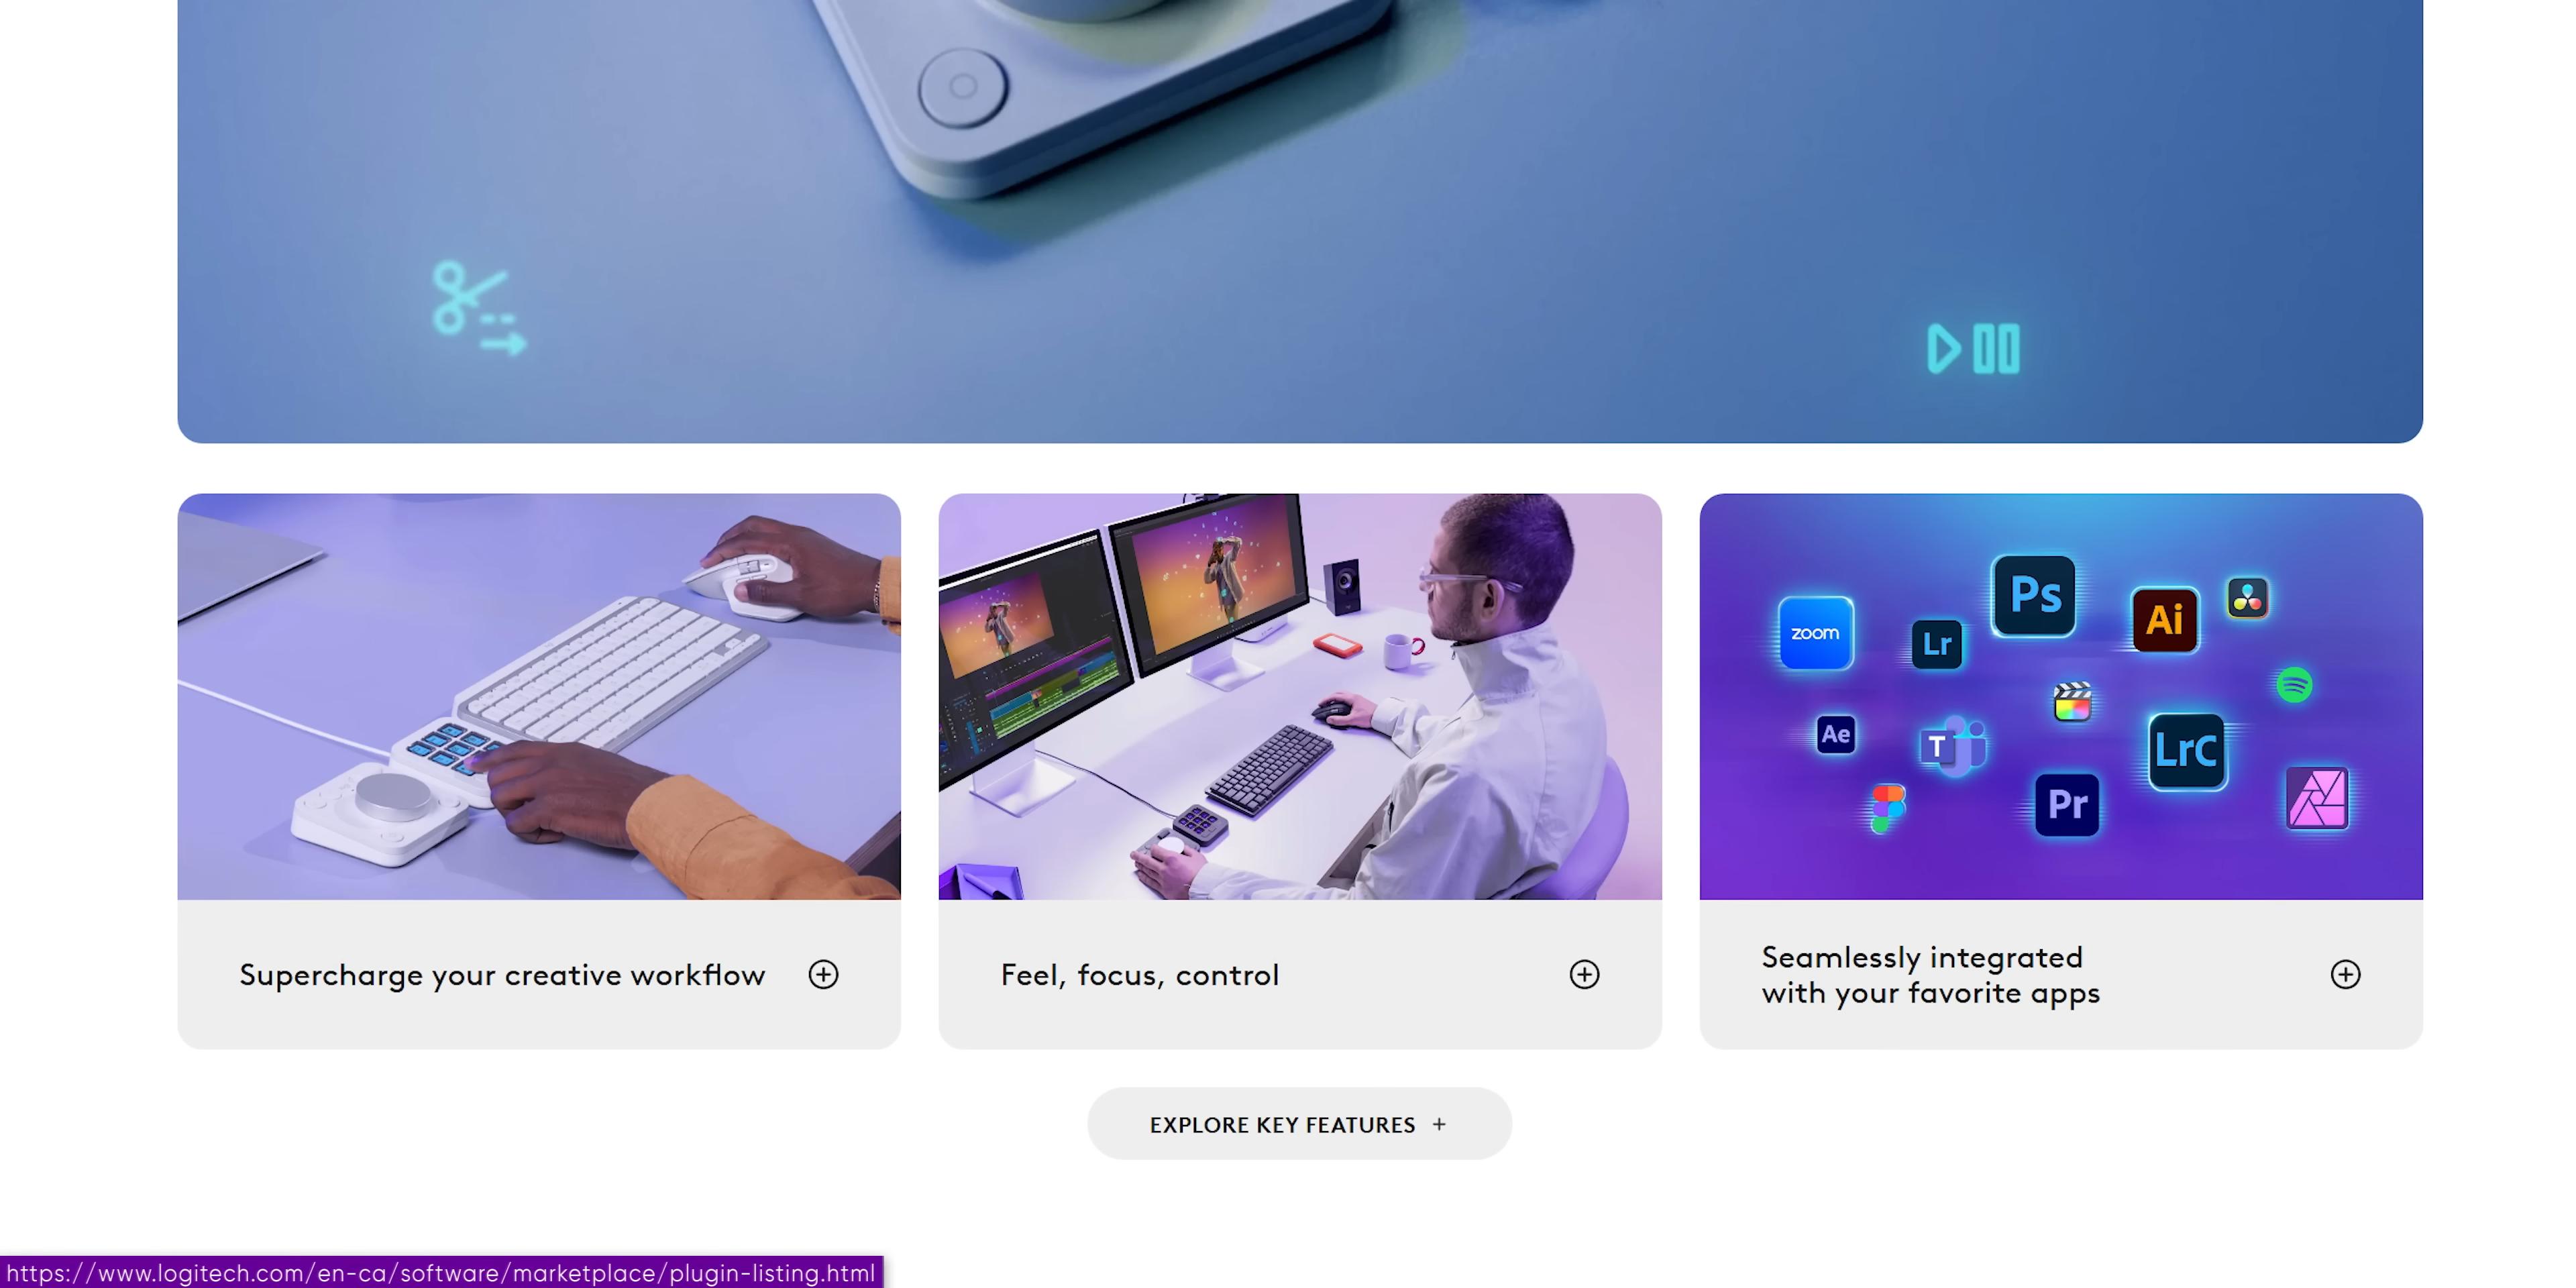 zoom
Lr
Ps
Ai
Ae
T
LrC
Pr
Supercharge your creative workflow
Feel, focus, control
Seamlessly integrated
with your favorite apps
EXPLORE KEY FEATURES +
https://www.logitech.com/en-ca/software/marketplace/plugin-listing.html